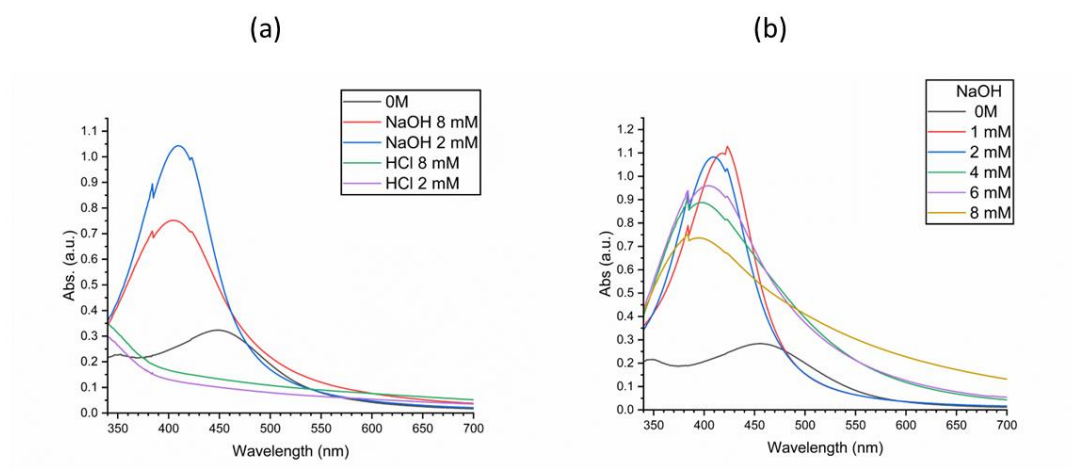 (a)
(b)
0M
NaOH 8 mM
NaOH 2 mM
HCl 8 mM
HCl 2 mM
1.1
1.0
0.9
0.8
0.7
0.6
0.5
0.4
0.3
0.2
0.1
0.0
Abs. (a.u.)
350 400 450 500 550 600 650 700
Wavelength (nm)
NaOH
0M
1 mM
2 mM
4 mM
6 mM
8 mM
1.2
1.1
1.0
0.9
0.8
0.7
0.6
0.5
0.4
0.3
0.2
0.1
0.0
Abs (a.u.)
350 400 450 500 550 600 650 700
Wavelength (nm)